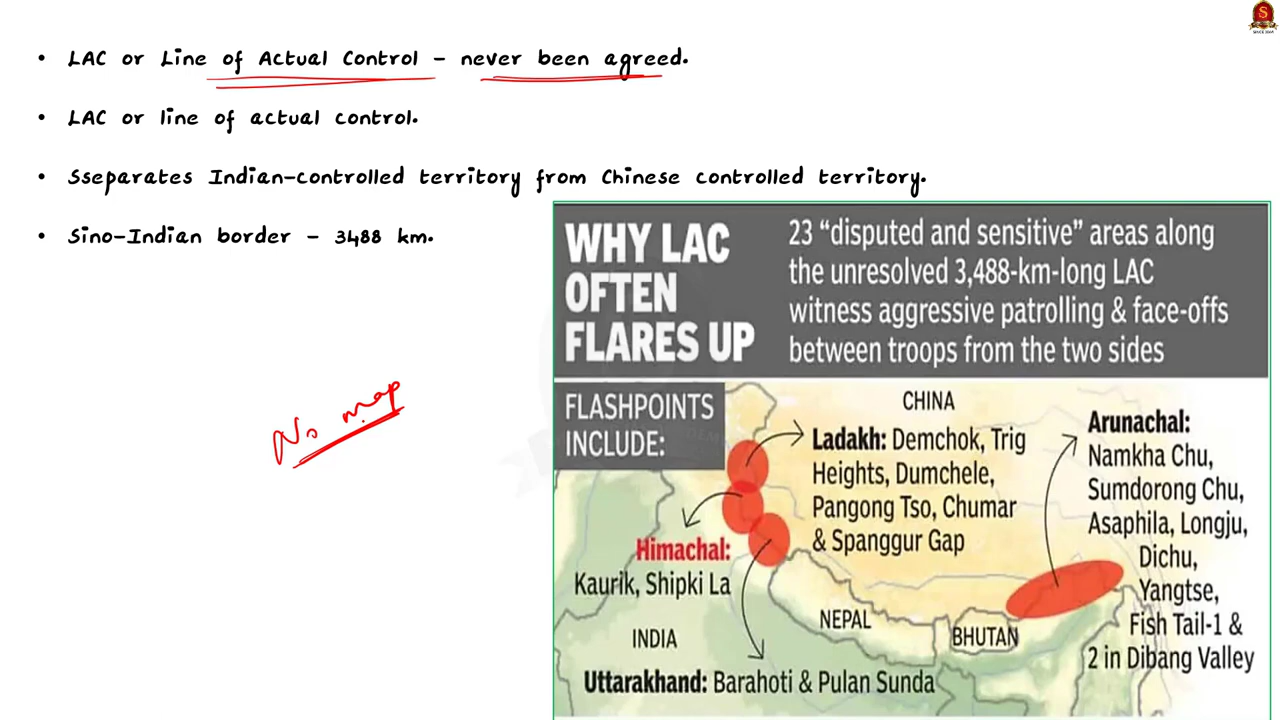 • LAC or Line of Actual Control - never been agreed.
• LAC or line of actual control.
• Sseparates Indian-controlled territory from Chinese controlled territory.
• Sino-Indian border - 3488 km.
No map
WHY LAC
OFTEN
FLARES UP
23 “disputed and sensitive” areas along
the unresolved 3,488-km-long LAC
witness aggressive patrolling & face-offs
between troops from the two sides
FLASHPOINTS
INCLUDE:
CHINA
Ladakh: Demchok, Trig
Heights, Dumchele,
Pangong Tso, Chumar
& Spanggur Gap
Arunachal:
Namkha Chu,
Sumdorong Chu,
Asaphila, Longju,
Dichu,
Yangtse,
Fish Tail-1 &
2 in Dibang Valley
Himachal:
Kaurik, Shipki La
INDIA
NEPAL
BHUTAN
Uttarakhand: Barahoti & Pulan Sunda